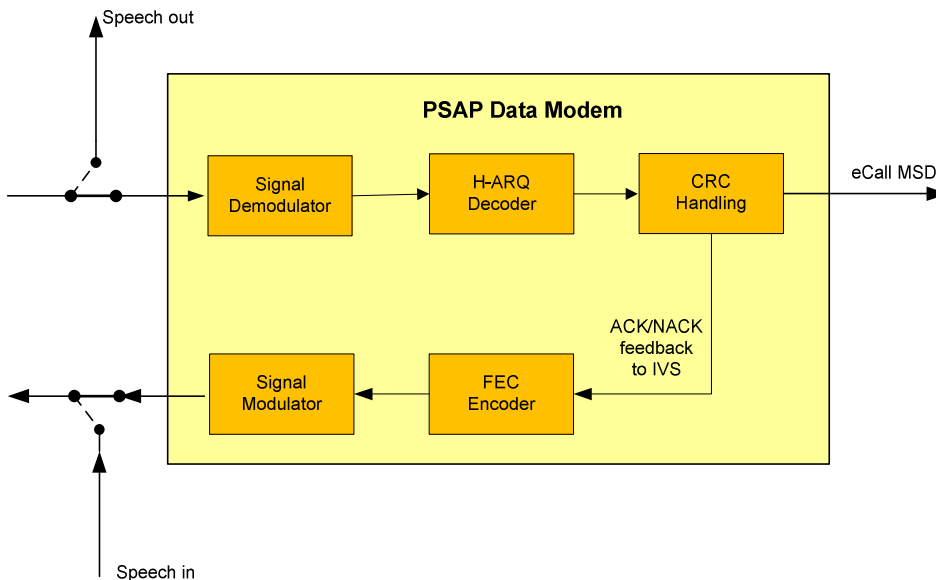 Speech out
PSAP Data Modem
Signal
Demodulator
H-ARQ
Decoder
CRC
Handling
eCall MSD
ACK/NACK
feedback
to IVS
Signal
Modulator
FEC
Encoder
Speech in